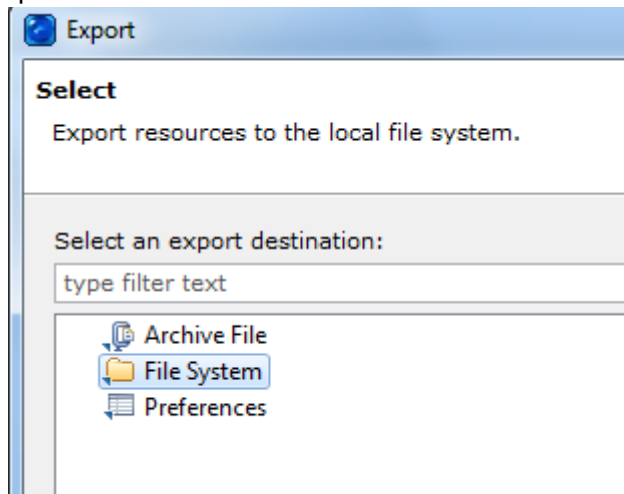 Export
Select
Export resources to the local file system.
Select an export destination:
type filter text
Archive File
File System
Preferences